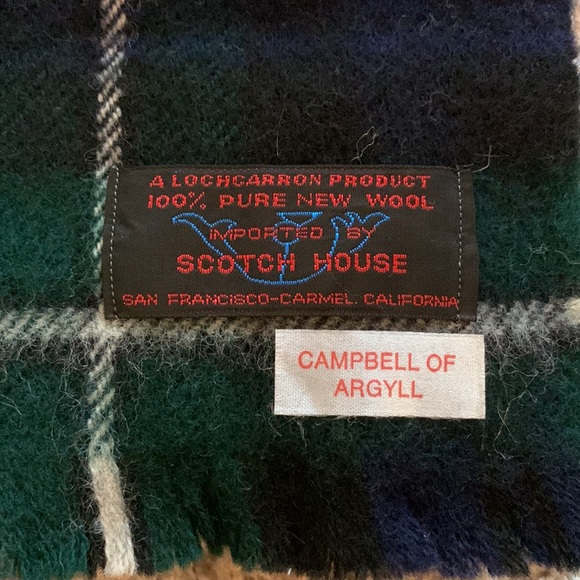 A LOCHCARRON PRODUCT
100% PURE NEW WOOL
IMPORTED BY
SCOTCH HOUSE
SAN FRANCISCO-CARMEL. CALIFORNIA
CAMPBELL OF
ARGYLL